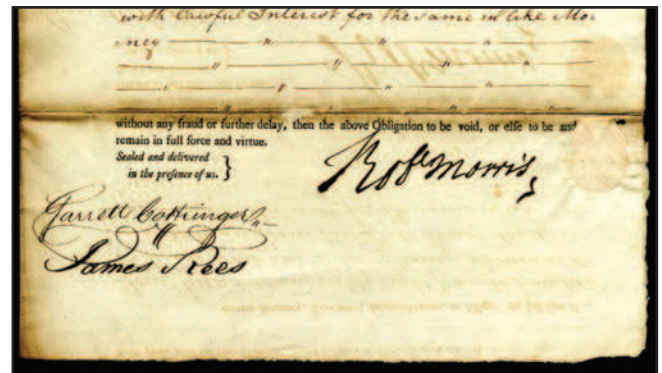 with Lawful Interest for the same in like Mo
ney
without any fraud or further delay, then the above Obligation to be void, or else to be and
remain in full force and virtue.
Sealed and delivered
in the presence of us. }
Robt Morris
Garrett Cottringer
James Rees